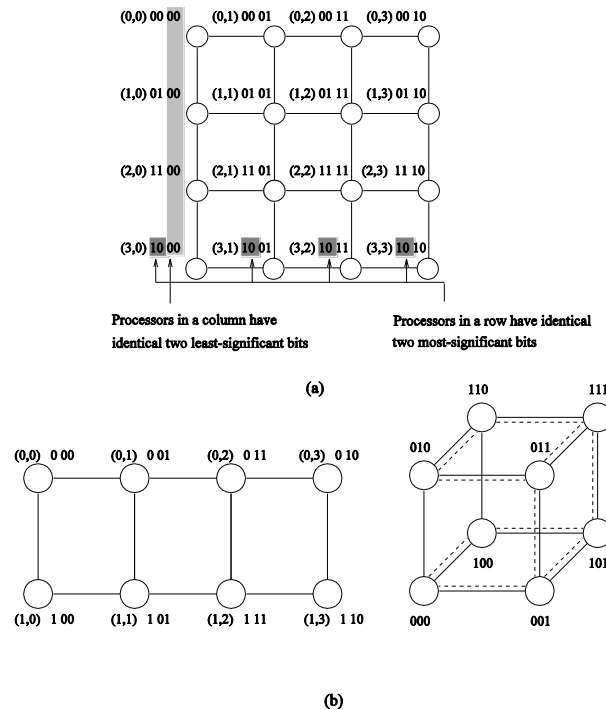 (0,0) 00 00 (0,1) 00 01 (0,2) 00 11 (0,3) 00 10
(1,0) 01 00 (1,1) 01 01 (1,2) 01 11 (1,3) 01 10
(2,0) 11 00 (2,1) 11 01 (2,2) 11 11 (2,3) 11 10
(3,0) 10 00 (3,1) 10 01 (3,2) 10 11 (3,3) 10 10
Processors in a column have
identical two least-significant bits
Processors in a row have identical
two most-significant bits
(a)
(0,0) 0 00 (0,1) 0 01 (0,2) 0 11 (0,3) 0 10
(1,0) 1 00 (1,1) 1 01 (1,2) 1 11 (1,3) 1 10
110 111
010 011
100 101
000 001
(b)